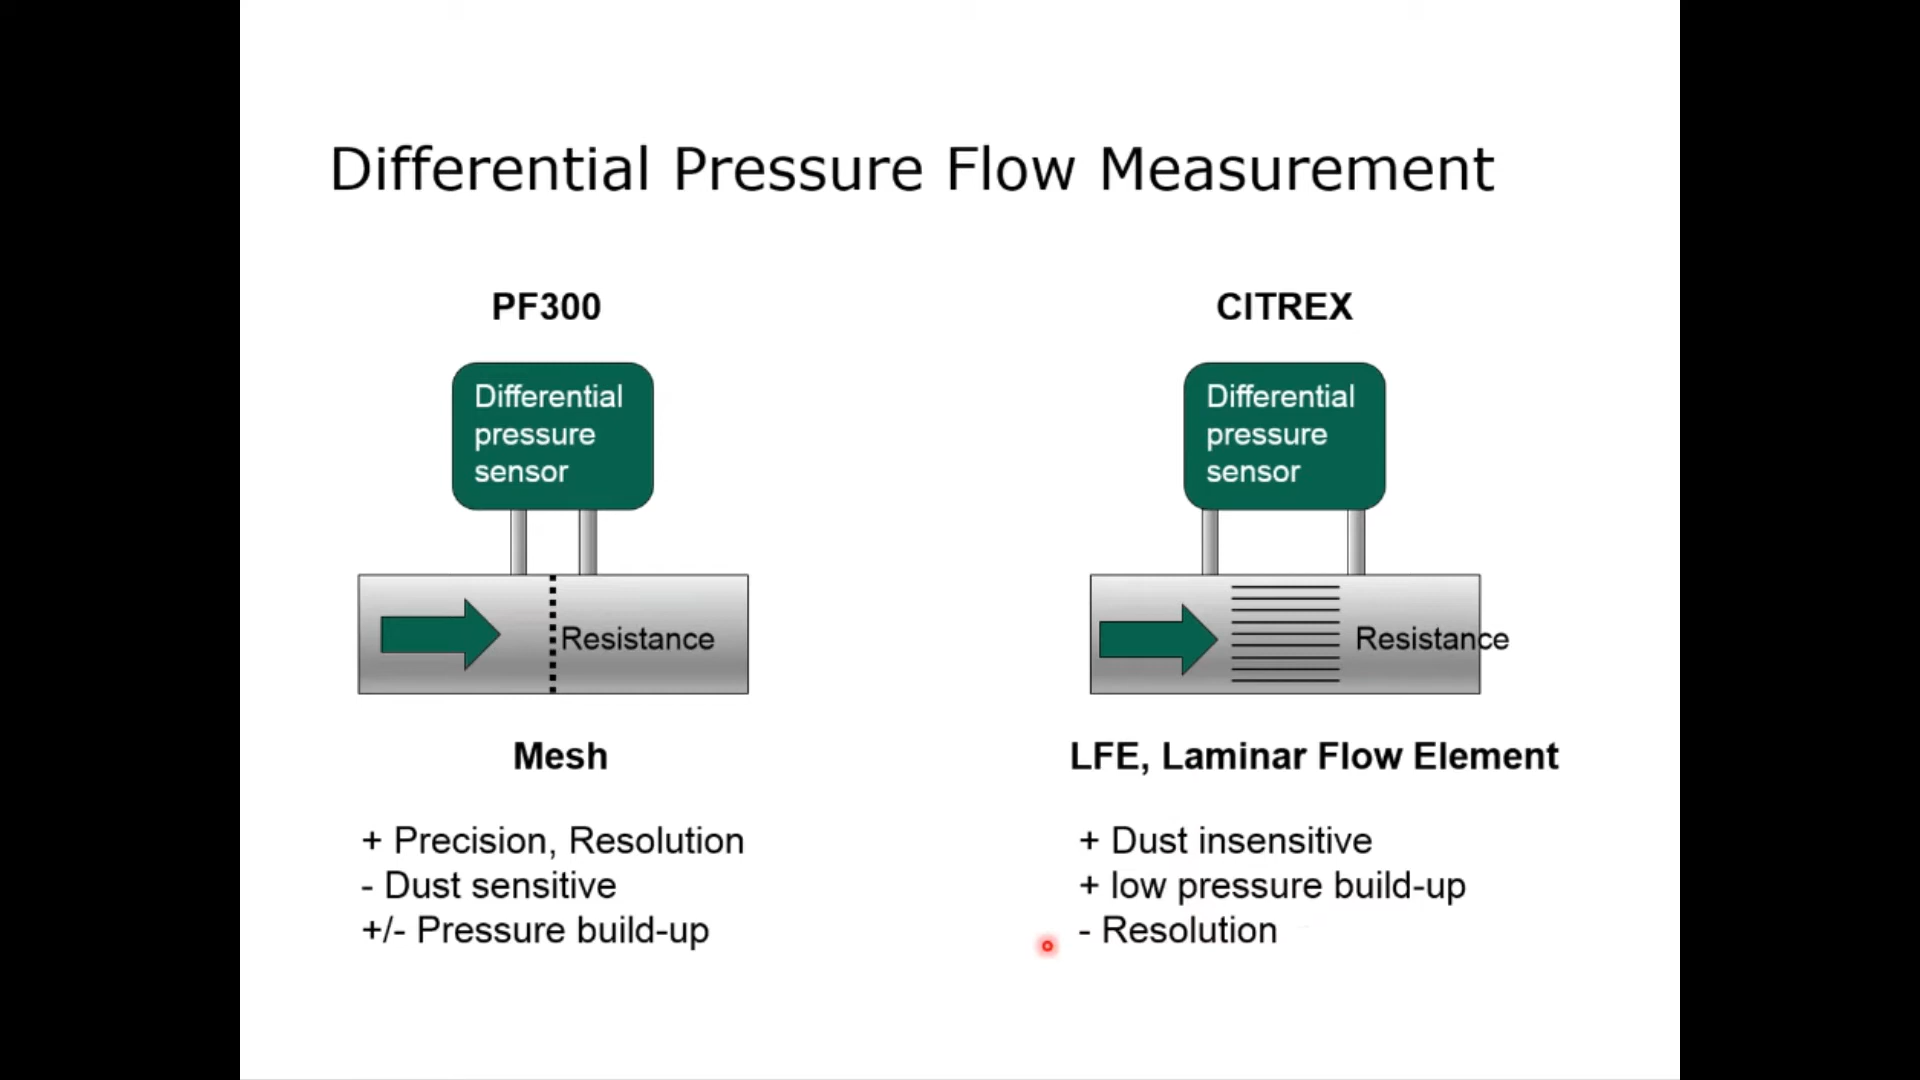 Differential Pressure Flow Measurement
PF300
Differential
pressure
sensor
Resistance
Mesh
+ Precision, Resolution
- Dust sensitive
+/- Pressure build-up
CITREX
Differential
pressure
sensor
Resistance
LFE, Laminar Flow Element
+ Dust insensitive
+ low pressure build-up
- Resolution